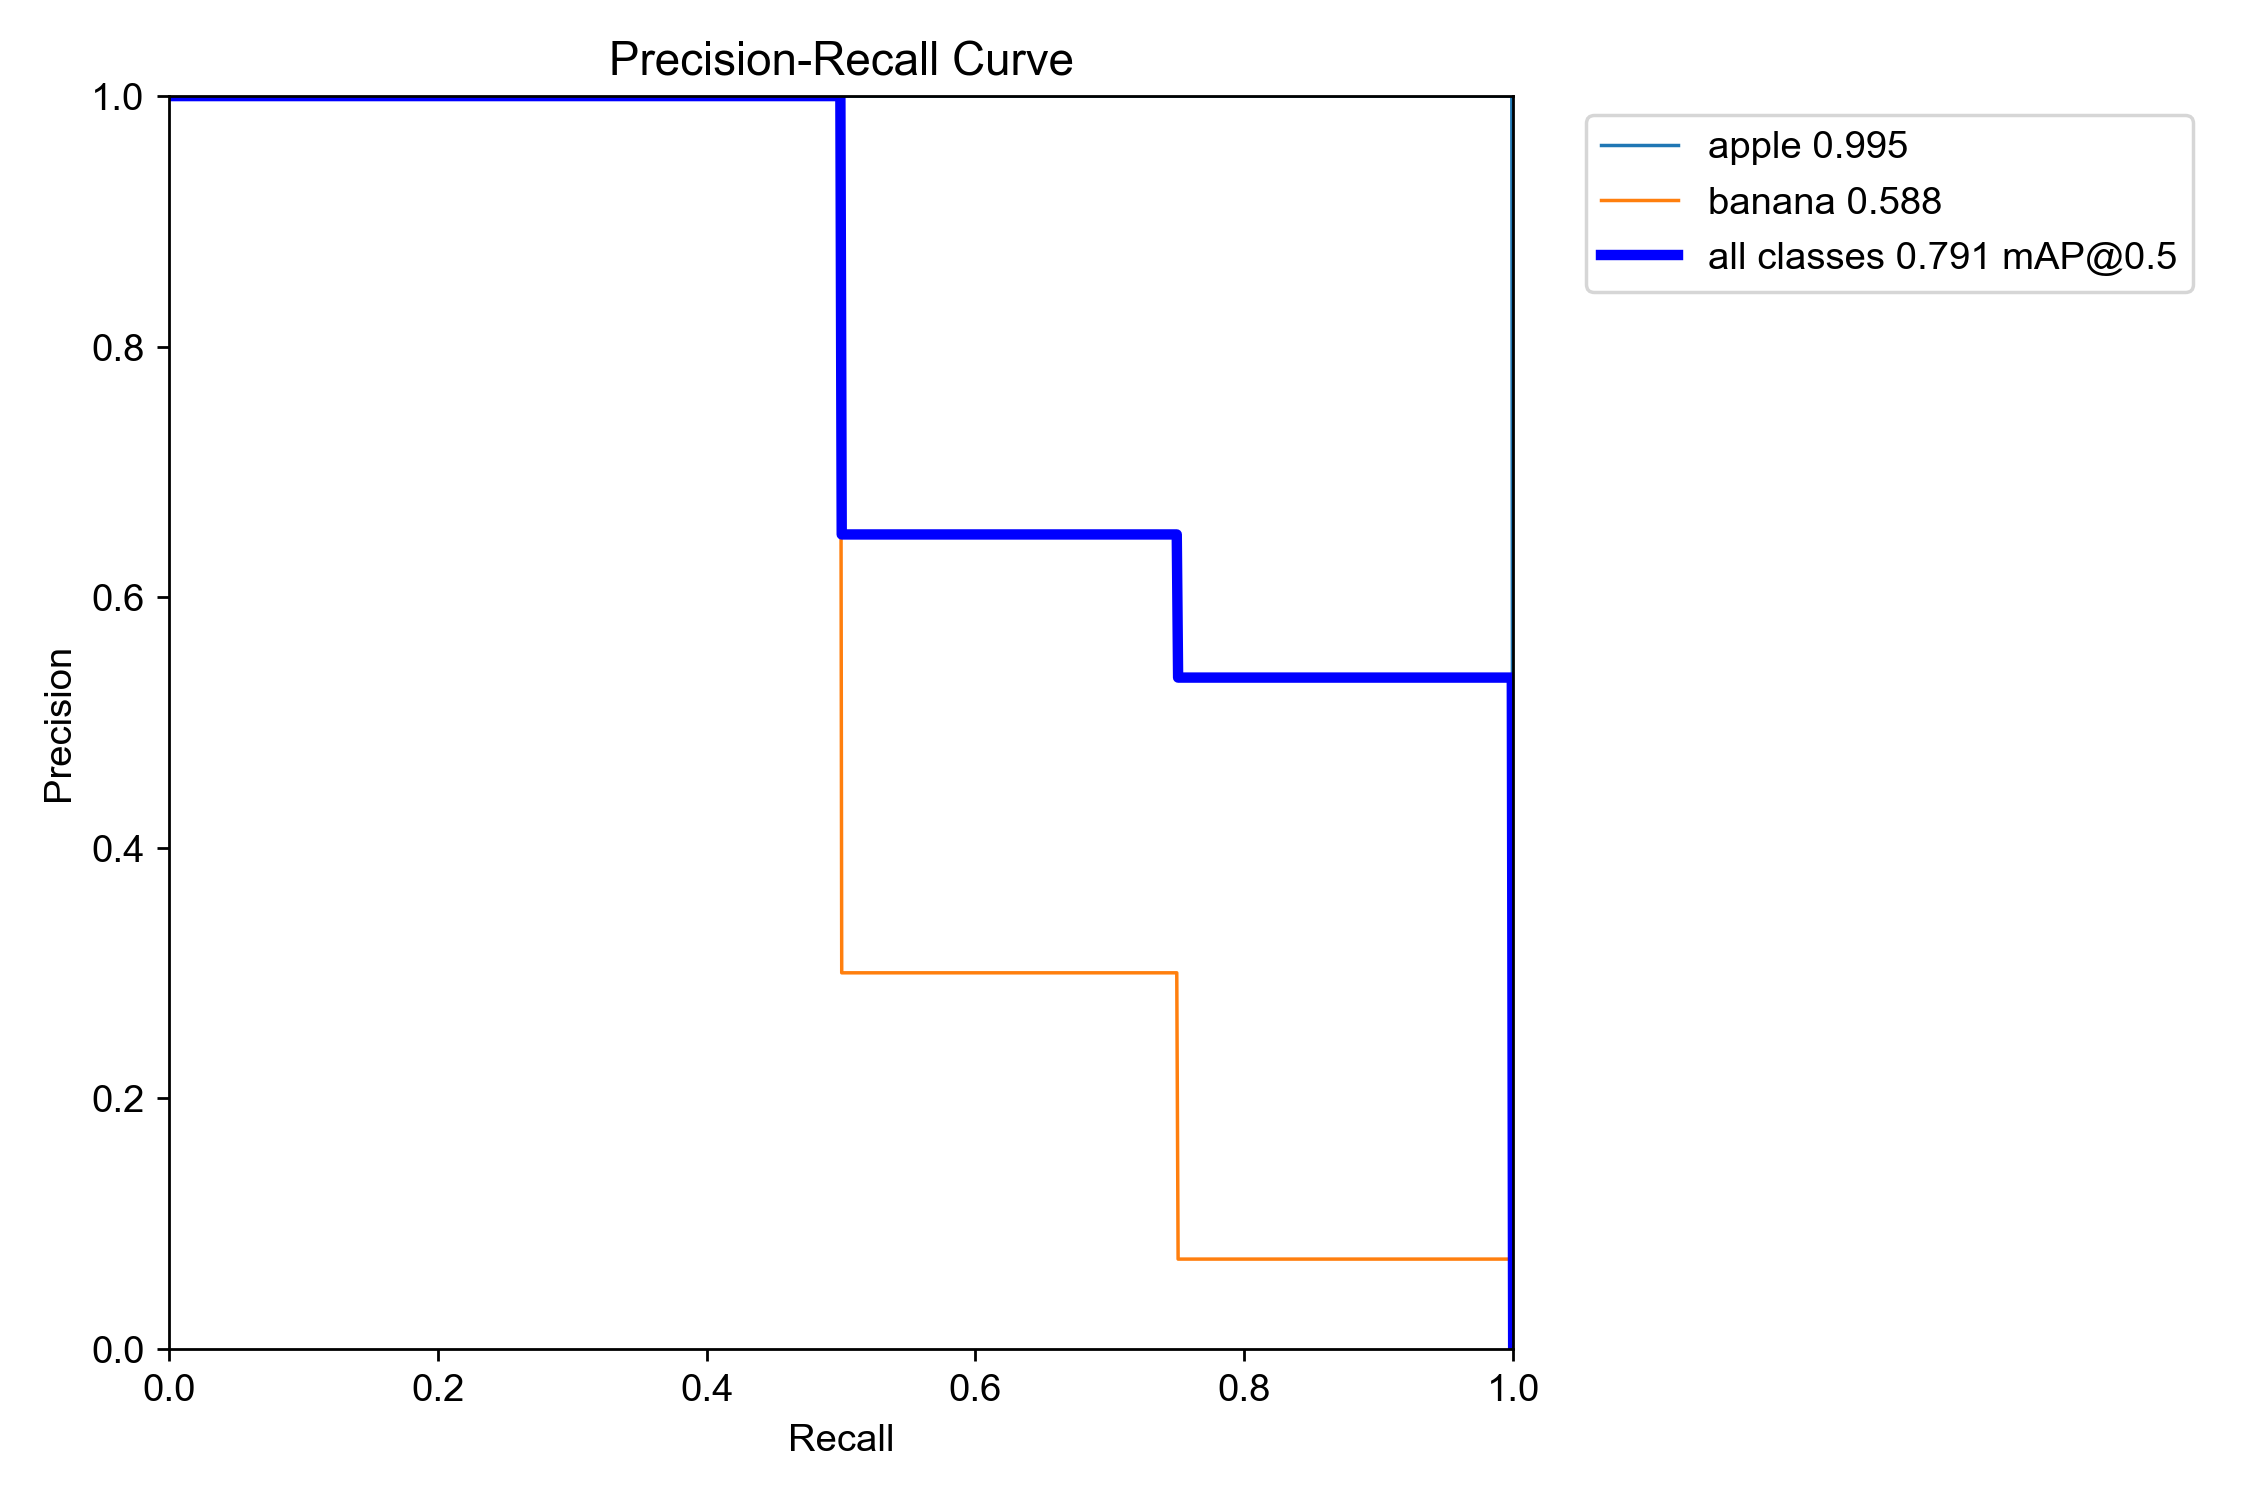 Precision-Recall Curve
1.0
0.8
0.6
0.4
0.2
0.0
Precision
0.0 0.2 0.4 0.6 0.8 1.0
Recall
apple 0.995
banana 0.588
all classes 0.791 mAP@0.5